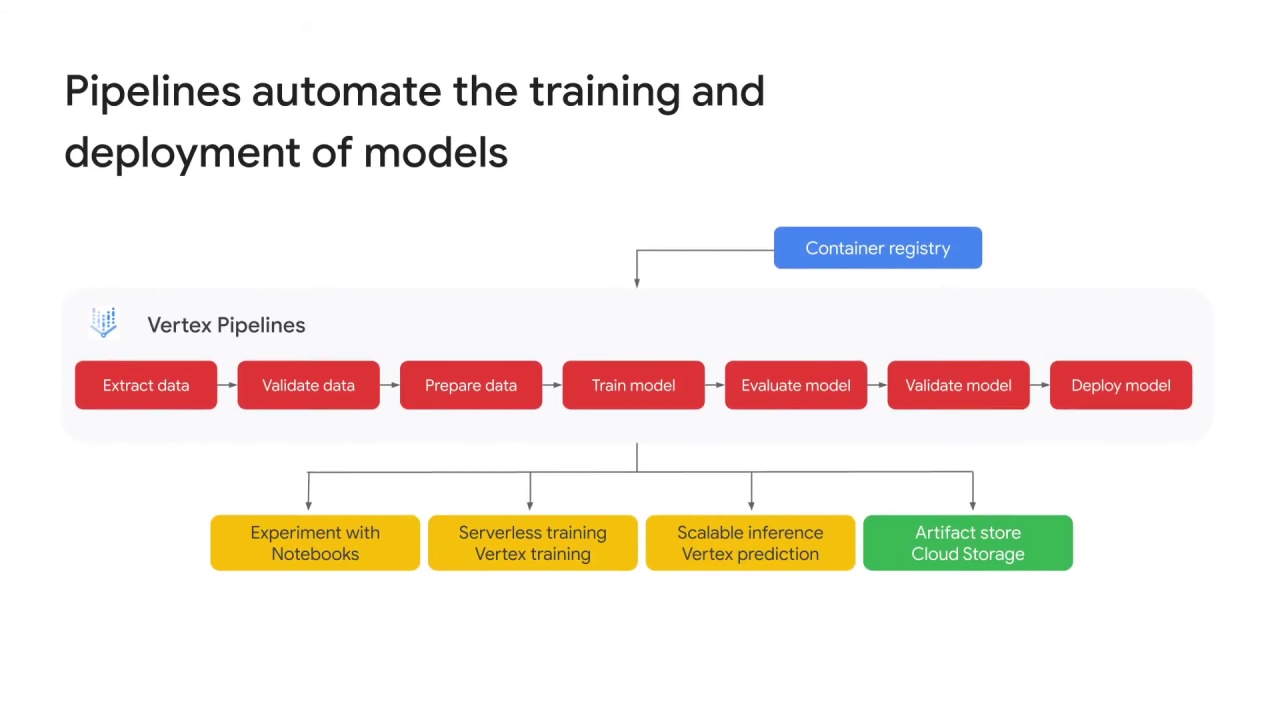 Pipelines automate the training and
deployment of models
Container registry
Vertex Pipelines
Extract data
Validate data
Prepare data
Train model
Evaluate model
Validate model
Deploy model
Experiment with
Notebooks
Serverless training
Vertex training
Scalable inference
Vertex prediction
Artifact store
Cloud Storage